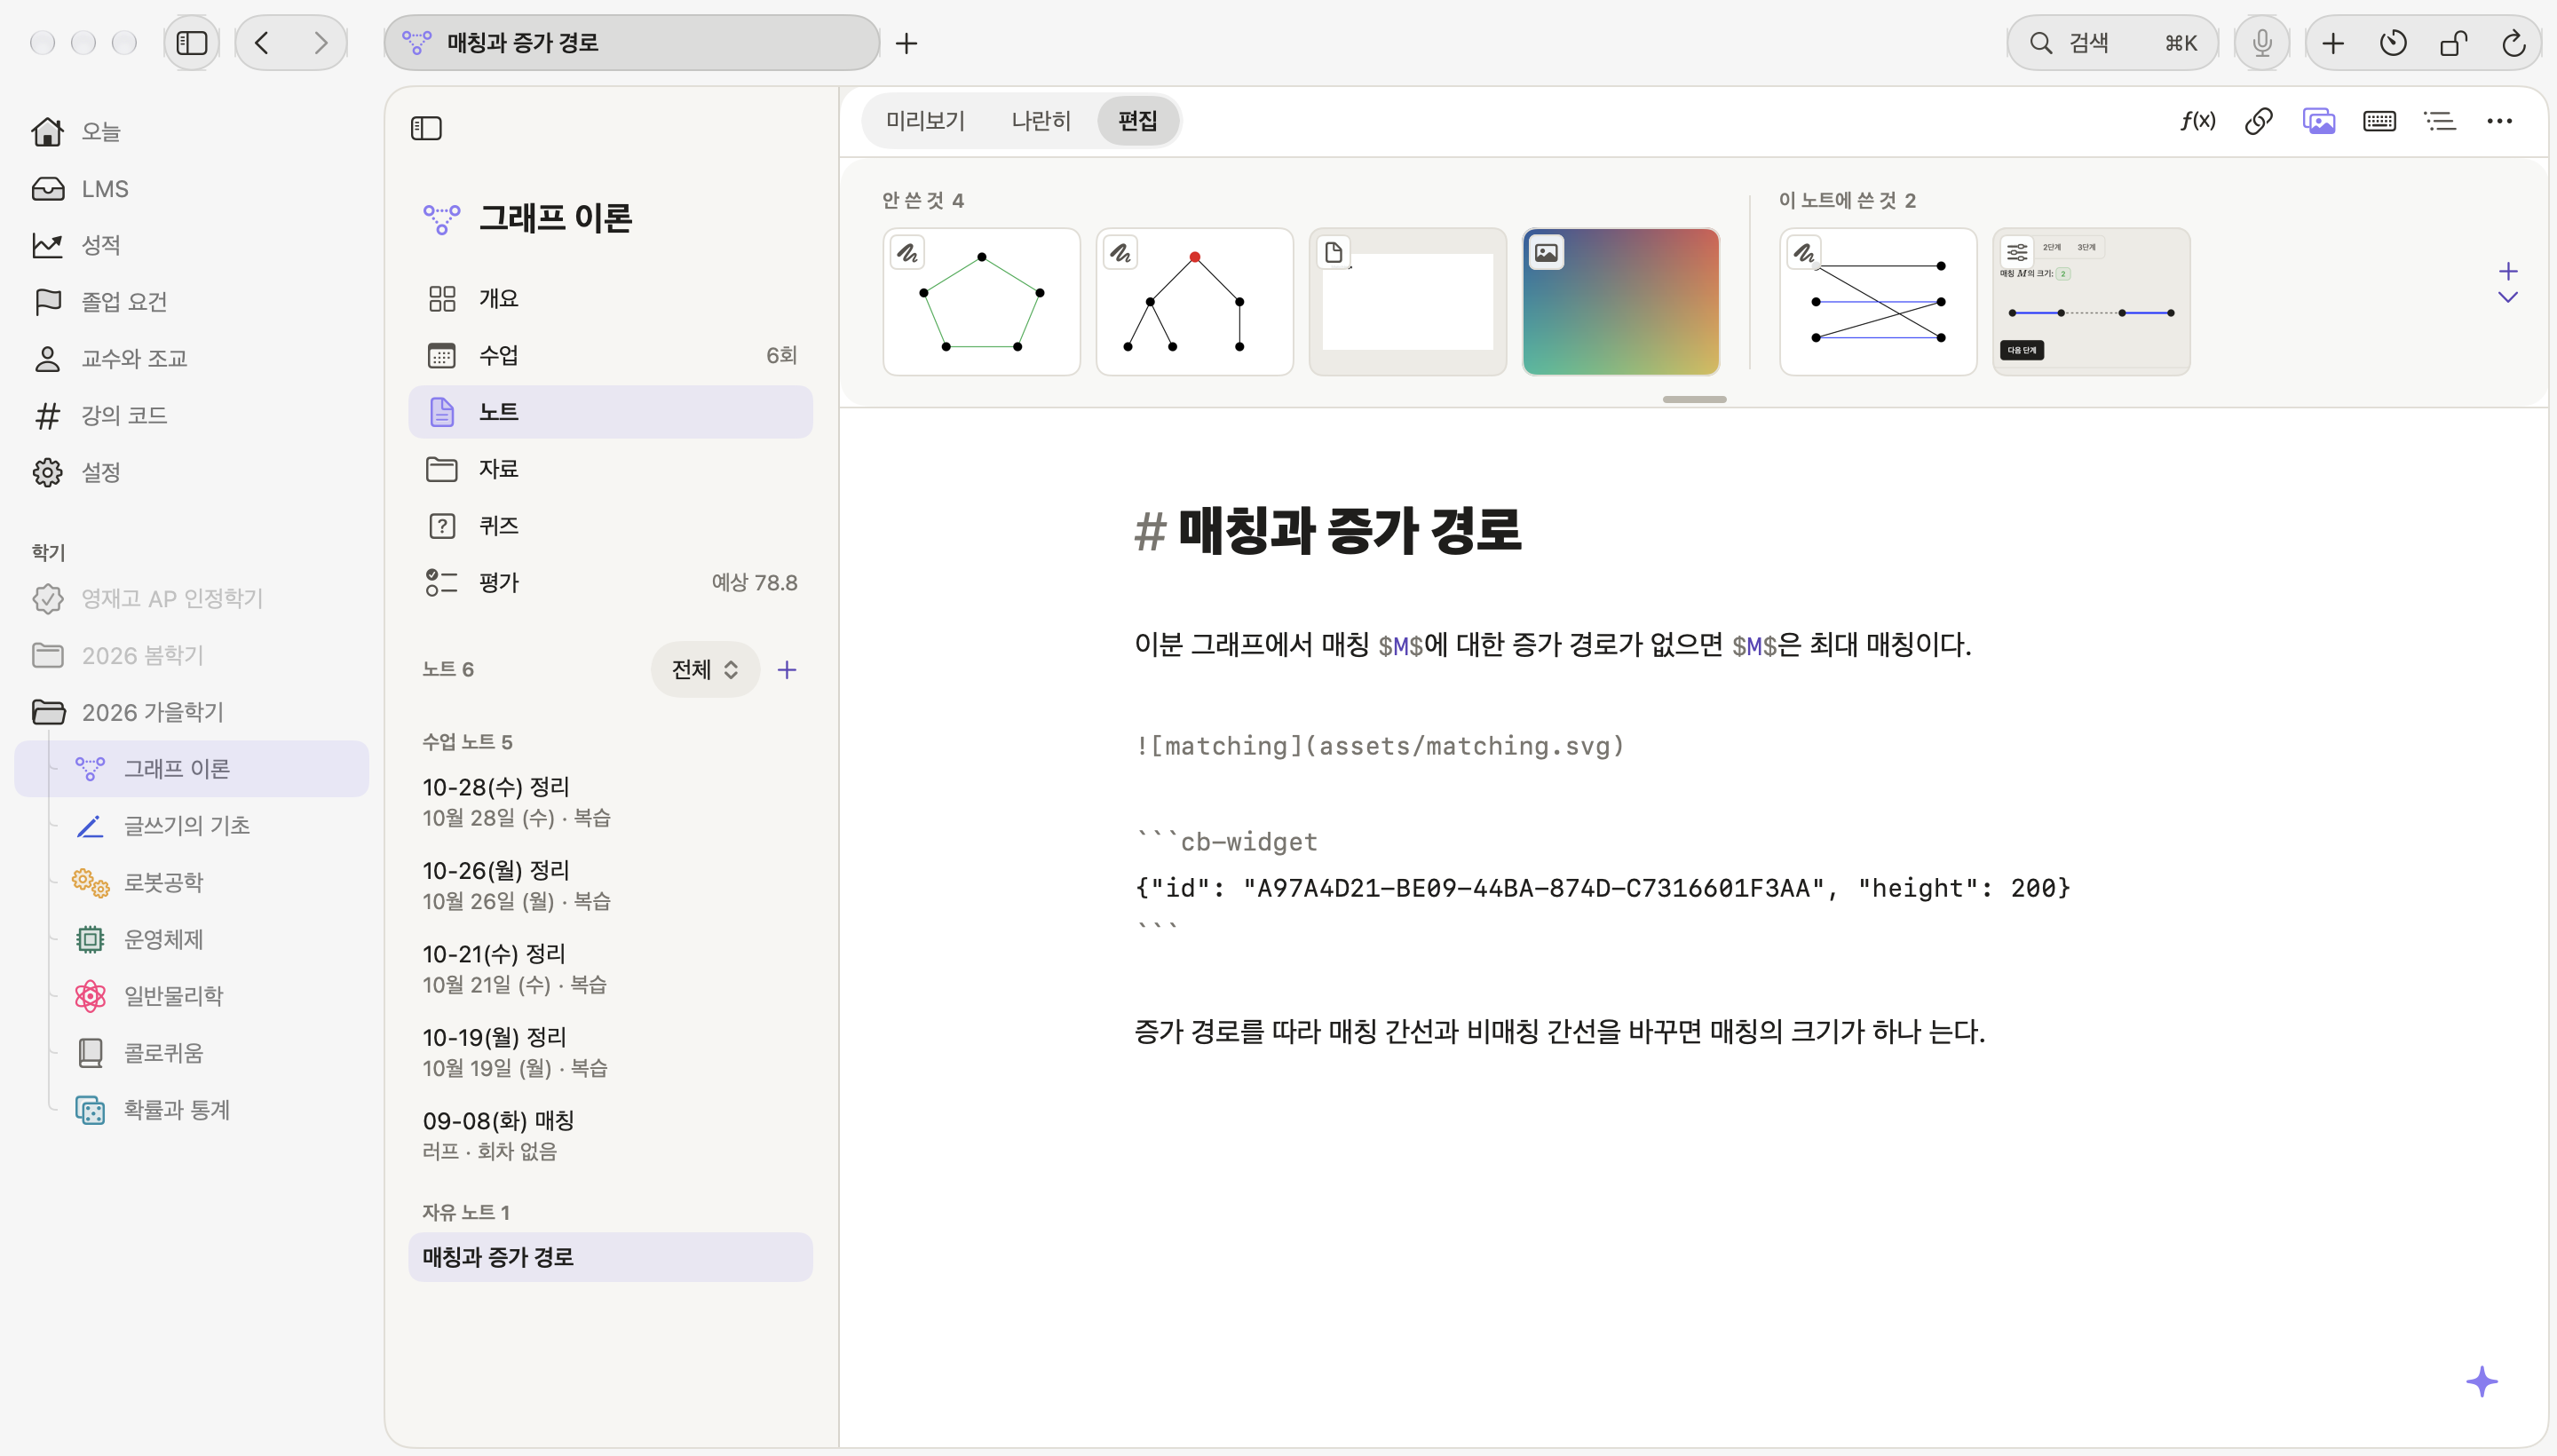 매칭과 증가 경로
검색 ⌘K
오늘
LMS
성적
졸업 요건
교수와 조교
강의 코드
설정
학기
영재고 AP 인정학기
2026 봄학기
2026 가을학기
그래프 이론
글쓰기의 기초
로봇공학
운영체제
일반물리학
콜로퀴움
확률과 통계
그래프 이론
개요
수업 6회
노트
자료
퀴즈
평가 예상 78.8
노트 6 전체
수업 노트 5
10-28(수) 정리
10월 28일 (수) · 복습
10-26(월) 정리
10월 26일 (월) · 복습
10-21(수) 정리
10월 21일 (수) · 복습
10-19(월) 정리
10월 19일 (월) · 복습
09-08(화) 매칭
러프 · 회차 없음
자유 노트 1
매칭과 증가 경로
미리보기 나란히 편집
f(x)
안 쓴 것 4
이 노트에 쓴 것 2
2단계 3단계
매칭 M의 크기: 2
다음 단계
# 매칭과 증가 경로
이분 그래프에서 매칭 $M$에 대한 증가 경로가 없으면 $M$은 최대 매칭이다.
![matching](assets/matching.svg)
```cb-widget
{"id": "A97A4D21-BE09-44BA-874D-C7316601F3AA", "height": 200}
```
증가 경로를 따라 매칭 간선과 비매칭 간선을 바꾸면 매칭의 크기가 하나 는다.